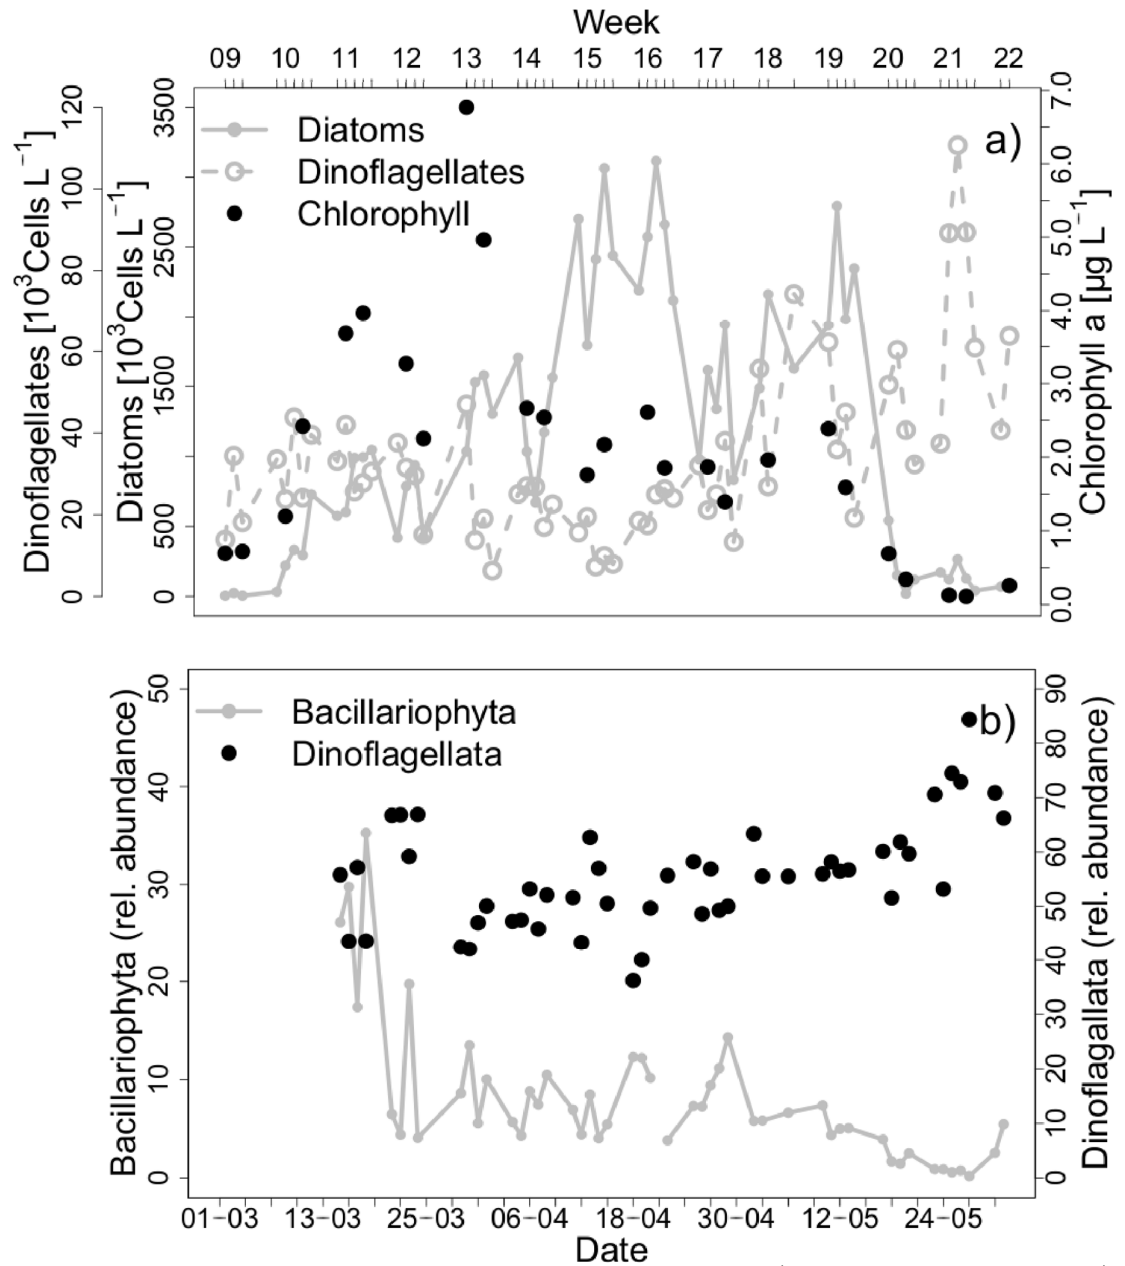 Week
09 10 11 12 13 14 15 16 17 18 19 20 21 22
Dinoflagellates [10³Cells L⁻¹]
0 20 40 60 80 100 120
Diatoms [10³Cells L⁻¹]
0 500 1500 2500 3500
Diatoms
Dinoflagellates
Chlorophyll
a)
Chlorophyll a [µg L⁻¹]
0.0 1.0 2.0 3.0 4.0 5.0 6.0 7.0
Bacillariophyta (rel. abundance)
0 10 20 30 40 50
Bacillariophyta
Dinoflagellata
b)
Dinoflagallata (rel. abundance)
0 10 20 30 40 50 60 70 80 90
01−03 13−03 25−03 06−04 18−04 30−04 12−05 24−05
Date